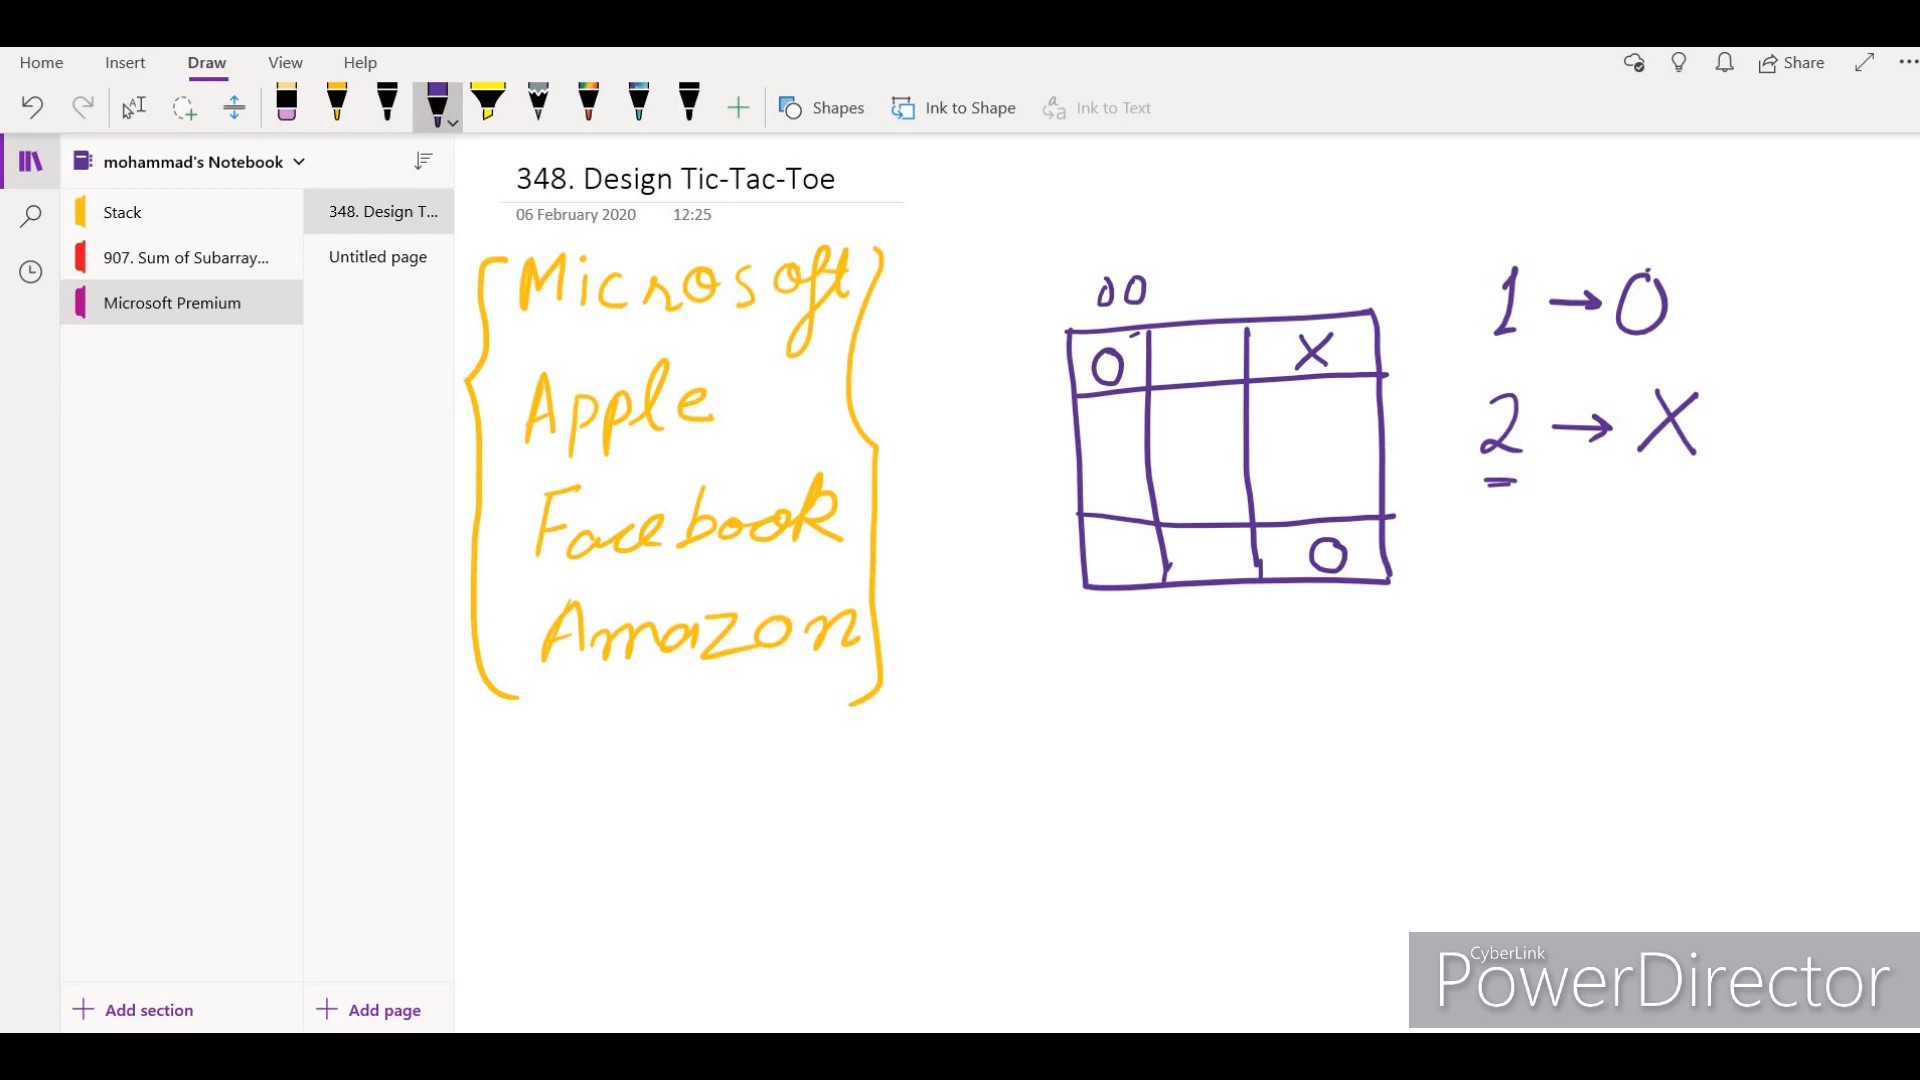 Home Insert Draw View Help Share
Shapes Ink to Shape Ink to Text
mohammad's Notebook
Stack
907. Sum of Subarray...
Microsoft Premium
Add section
348. Design T...
Untitled page
Add page
348. Design Tic-Tac-Toe
06 February 2020 12:25
Microsoft
Apple
Facebook
Amazon
00
O X
O
1 → O
2 → X
CyberLink
PowerDirector